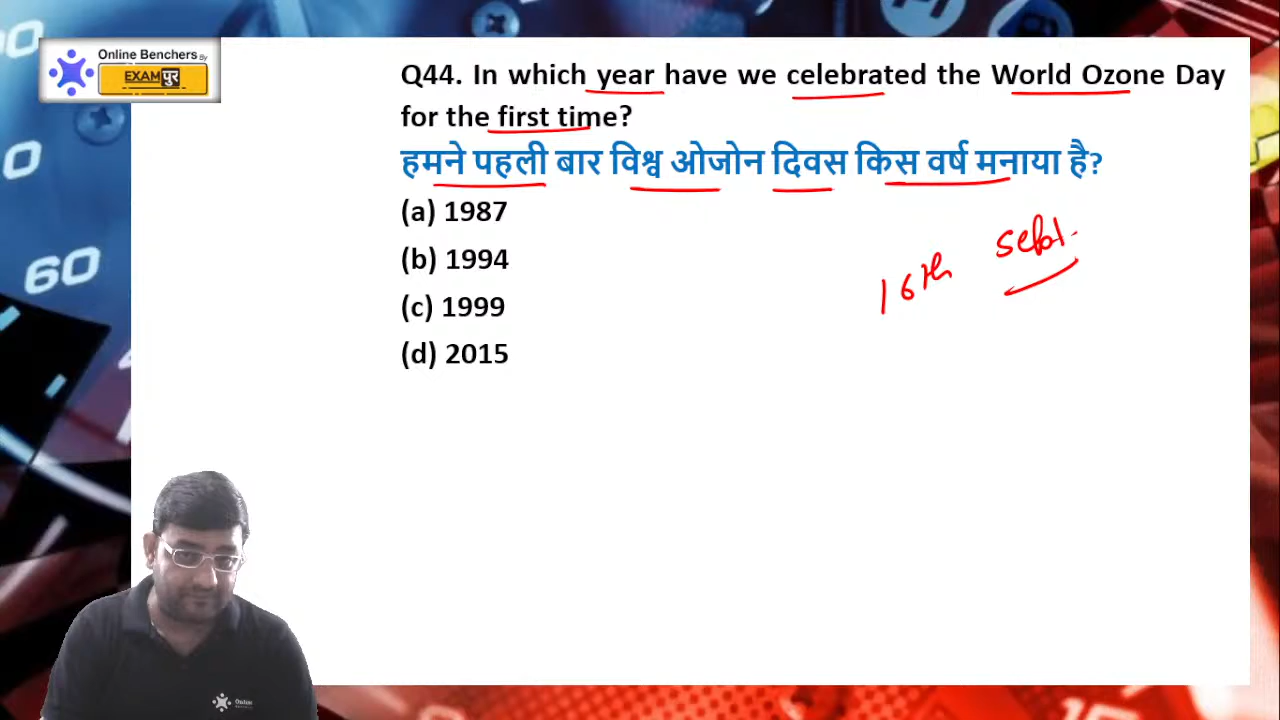 Online Benchers By
EXAMपुर
Q44. In which year have we celebrated the World Ozone Day
for the first time?
हमने पहली बार विश्व ओजोन दिवस किस वर्ष मनाया है?
(a) 1987
(b) 1994
(c) 1999
(d) 2015
16th Sept.
60